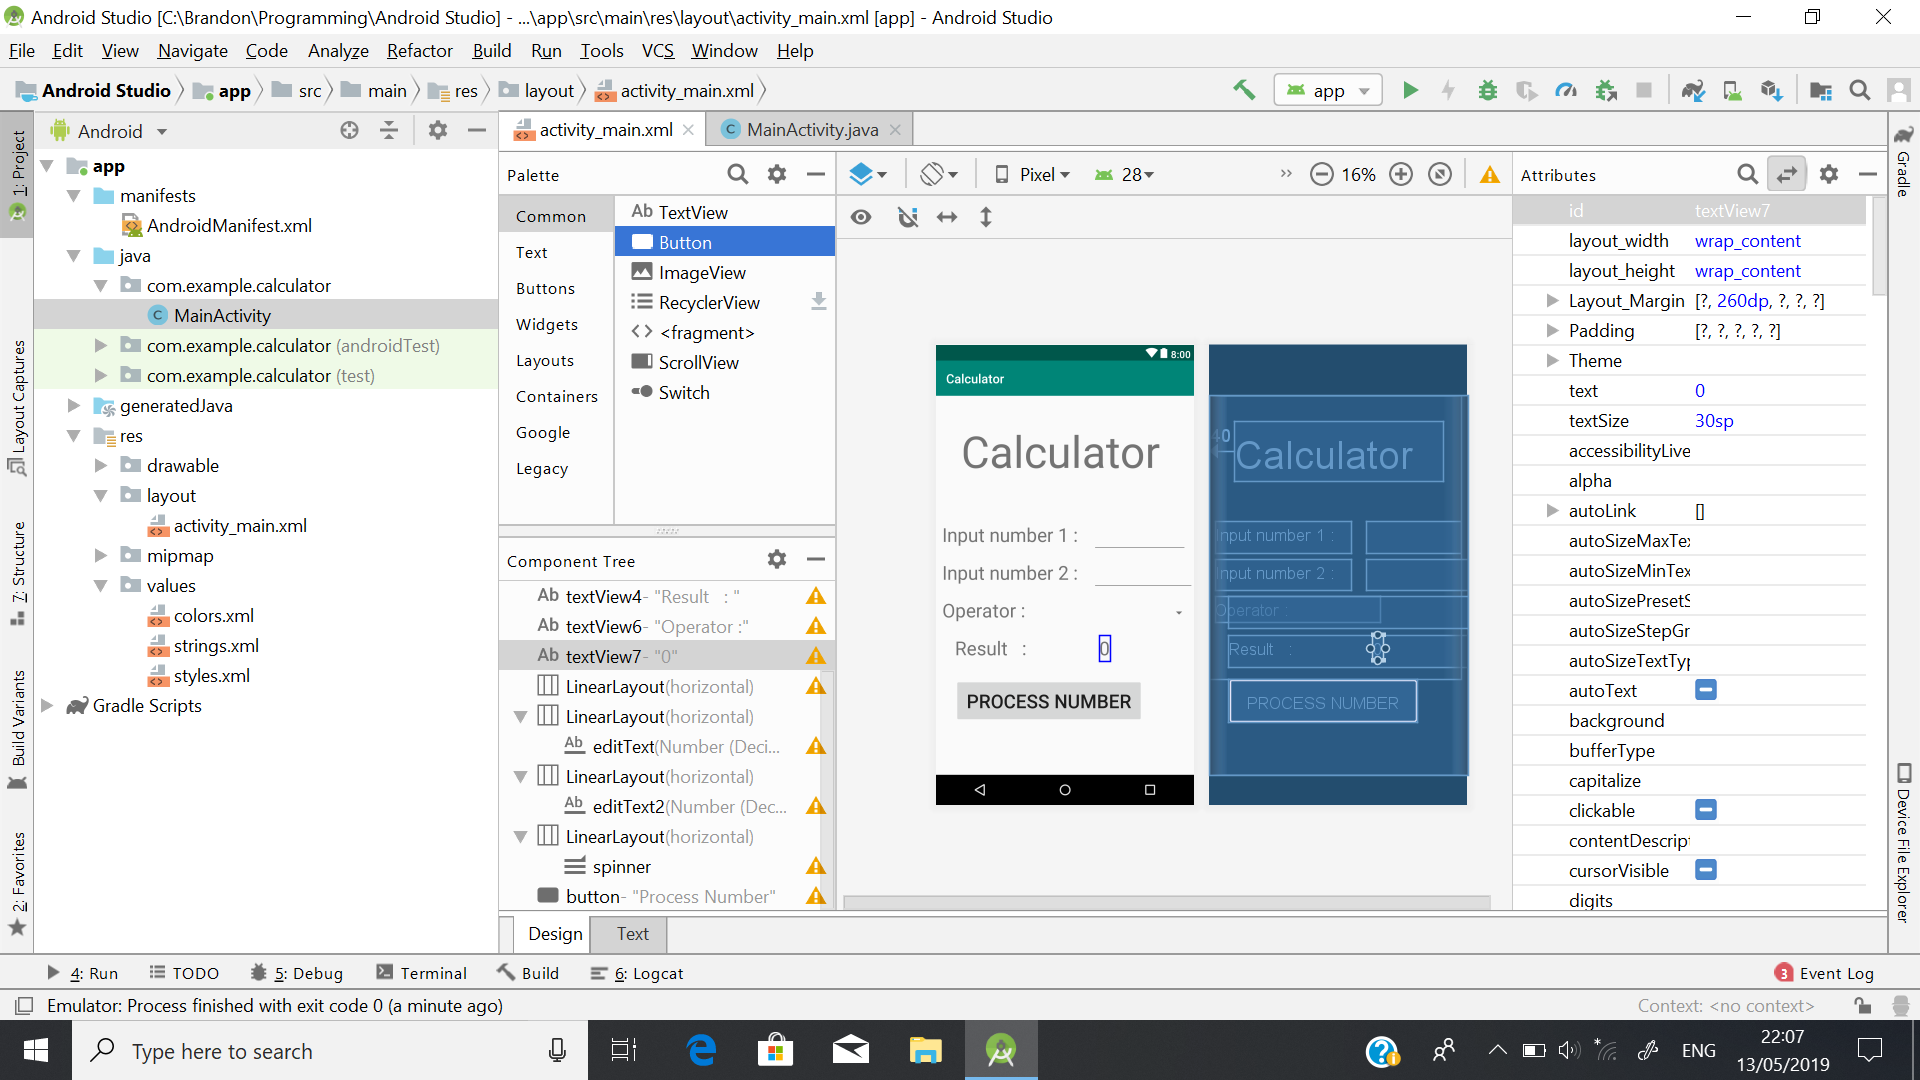 Android Studio [C:\Brandon\Programming\Android Studio] - ...\app\src\main\res\layout\activity_main.xml [app] - Android Studio
File Edit View Navigate Code Analyze Refactor Build Run Tools VCS Window Help
Android Studio app src main res layout activity_main.xml app
1: Project
Layout Captures
7: Structure
Build Variants
2: Favorites
Android
app
manifests
AndroidManifest.xml
java
com.example.calculator
MainActivity
com.example.calculator (androidTest)
com.example.calculator (test)
generatedJava
res
drawable
layout
activity_main.xml
mipmap
values
colors.xml
strings.xml
styles.xml
Gradle Scripts
activity_main.xml MainActivity.java
Palette
Common
Text
Buttons
Widgets
Layouts
Containers
Google
Legacy
Ab TextView
Button
ImageView
RecyclerView
<fragment>
ScrollView
Switch
Component Tree
Ab textView4- "Result : "
Ab textView6- "Operator :"
Ab textView7- "0"
LinearLayout(horizontal)
LinearLayout(horizontal)
Ab editText(Number (Deci...
LinearLayout(horizontal)
Ab editText2(Number (Dec...
LinearLayout(horizontal)
spinner
button- "Process Number"
Pixel 28 16%
8:00
Calculator
Calculator
Input number 1 :
Input number 2 :
Operator :
Result : 0
PROCESS NUMBER
Calculator
Input number 1 :
Input number 2 :
Operator :
Result :
PROCESS NUMBER
Attributes
id textView7
layout_width wrap_content
layout_height wrap_content
Layout_Margin [?, 260dp, ?, ?, ?]
Padding [?, ?, ?, ?, ?]
Theme
text 0
textSize 30sp
accessibilityLive
alpha
autoLink []
autoSizeMaxTe
autoSizeMinTex
autoSizePresetS
autoSizeStepGr
autoSizeTextTy
autoText
background
bufferType
capitalize
clickable
contentDescript
cursorVisible
digits
Gradle
Device File Explorer
Design Text
4: Run TODO 5: Debug Terminal Build 6: Logcat 3 Event Log
Emulator: Process finished with exit code 0 (a minute ago) Context: <no context>
Type here to search
ENG
22:07
13/05/2019